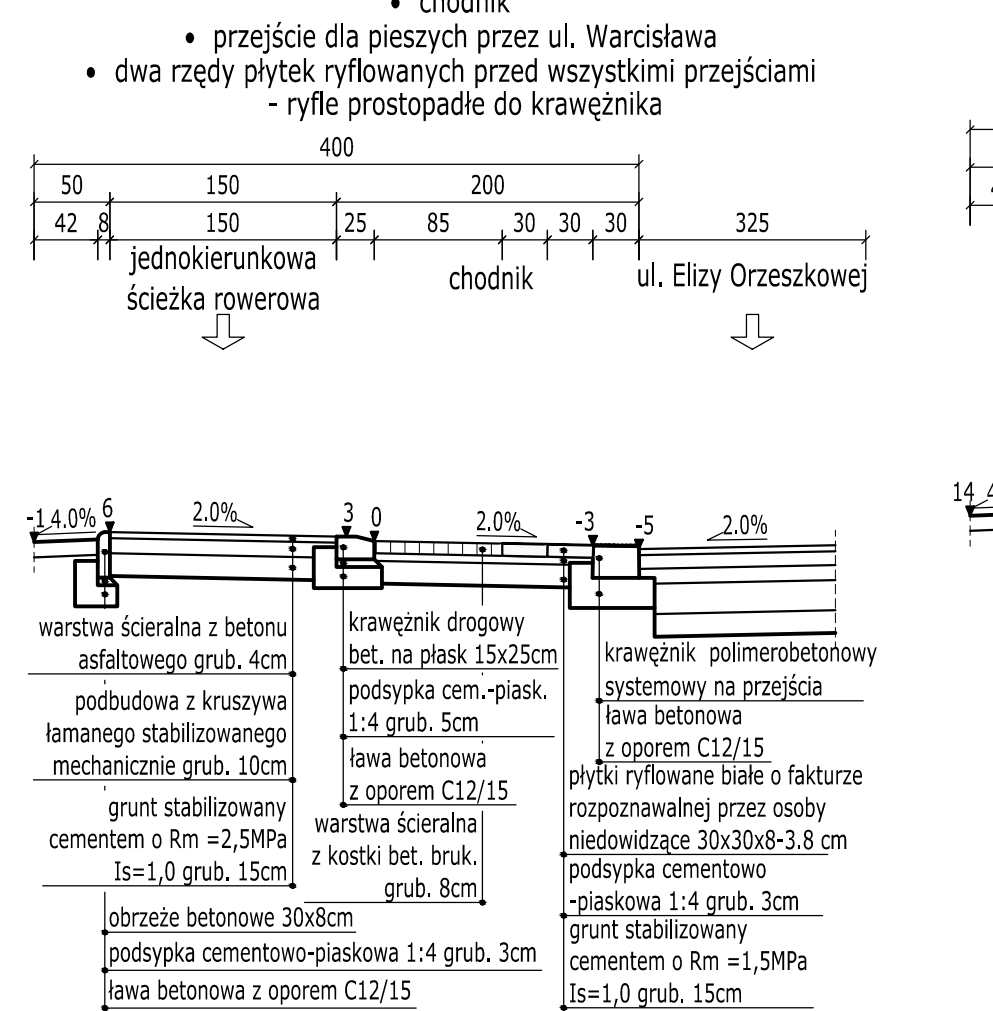 • chodnik
• przejście dla pieszych przez ul. Warcisława
• dwa rzędy płytek ryflowanych przed wszystkimi przejściami
- ryfle prostopadłe do krawężnika
400
50 150 200
42 8 150 25 85 30 30 30 325
jednokierunkowa
ścieżka rowerowa
chodnik
ul. Elizy Orzeszkowej
-1 4.0% 6 2.0% 3 0 2.0% -3 -5 2.0%
14
warstwa ścieralna z betonu
asfaltowego grub. 4cm
podbudowa z kruszywa
łamanego stabilizowanego
mechanicznie grub. 10cm
grunt stabilizowany
cementem o Rm =2,5MPa
Is=1,0 grub. 15cm
obrzeże betonowe 30x8cm
podsypka cementowo-piaskowa 1:4 grub. 3cm
ława betonowa z oporem C12/15
krawężnik drogowy
bet. na płask 15x25cm
podsypka cem.-piask.
1:4 grub. 5cm
ława betonowa
z oporem C12/15
warstwa ścieralna
z kostki bet. bruk.
grub. 8cm
krawężnik polimerobetonowy
systemowy na przejścia
ława betonowa
z oporem C12/15
płytki ryflowane białe o fakturze
rozpoznawalnej przez osoby
niedowidzące 30x30x8-3.8 cm
podsypka cementowo
-piaskowa 1:4 grub. 3cm
grunt stabilizowany
cementem o Rm =1,5MPa
Is=1,0 grub. 15cm